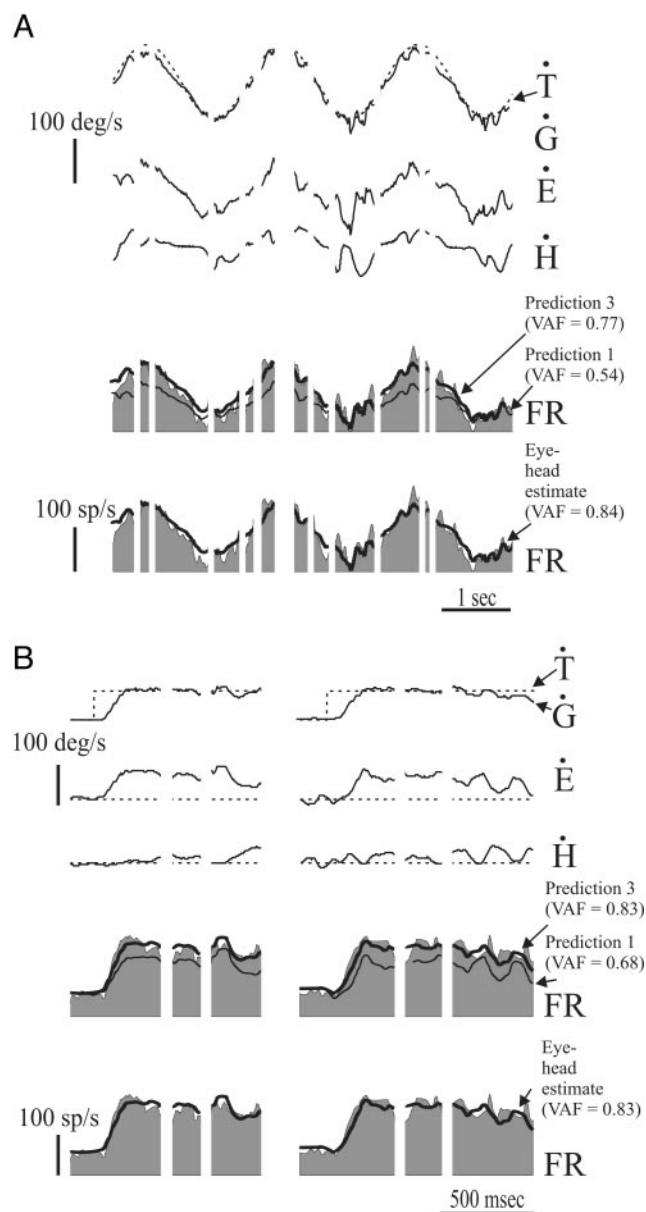 A
Ṫ
100 deg/s
Ġ
Ė
Ḣ
Prediction 3
(VAF = 0.77)
Prediction 1
(VAF = 0.54)
FR
Eye-
head
estimate
(VAF = 0.84)
100 sp/s
FR
1 sec
B
Ṫ
Ġ
100 deg/s
Ė
Ḣ
Prediction 3
(VAF = 0.83)
Prediction 1
(VAF = 0.68)
FR
Eye-
head
estimate
(VAF = 0.83)
100 sp/s
FR
500 msec